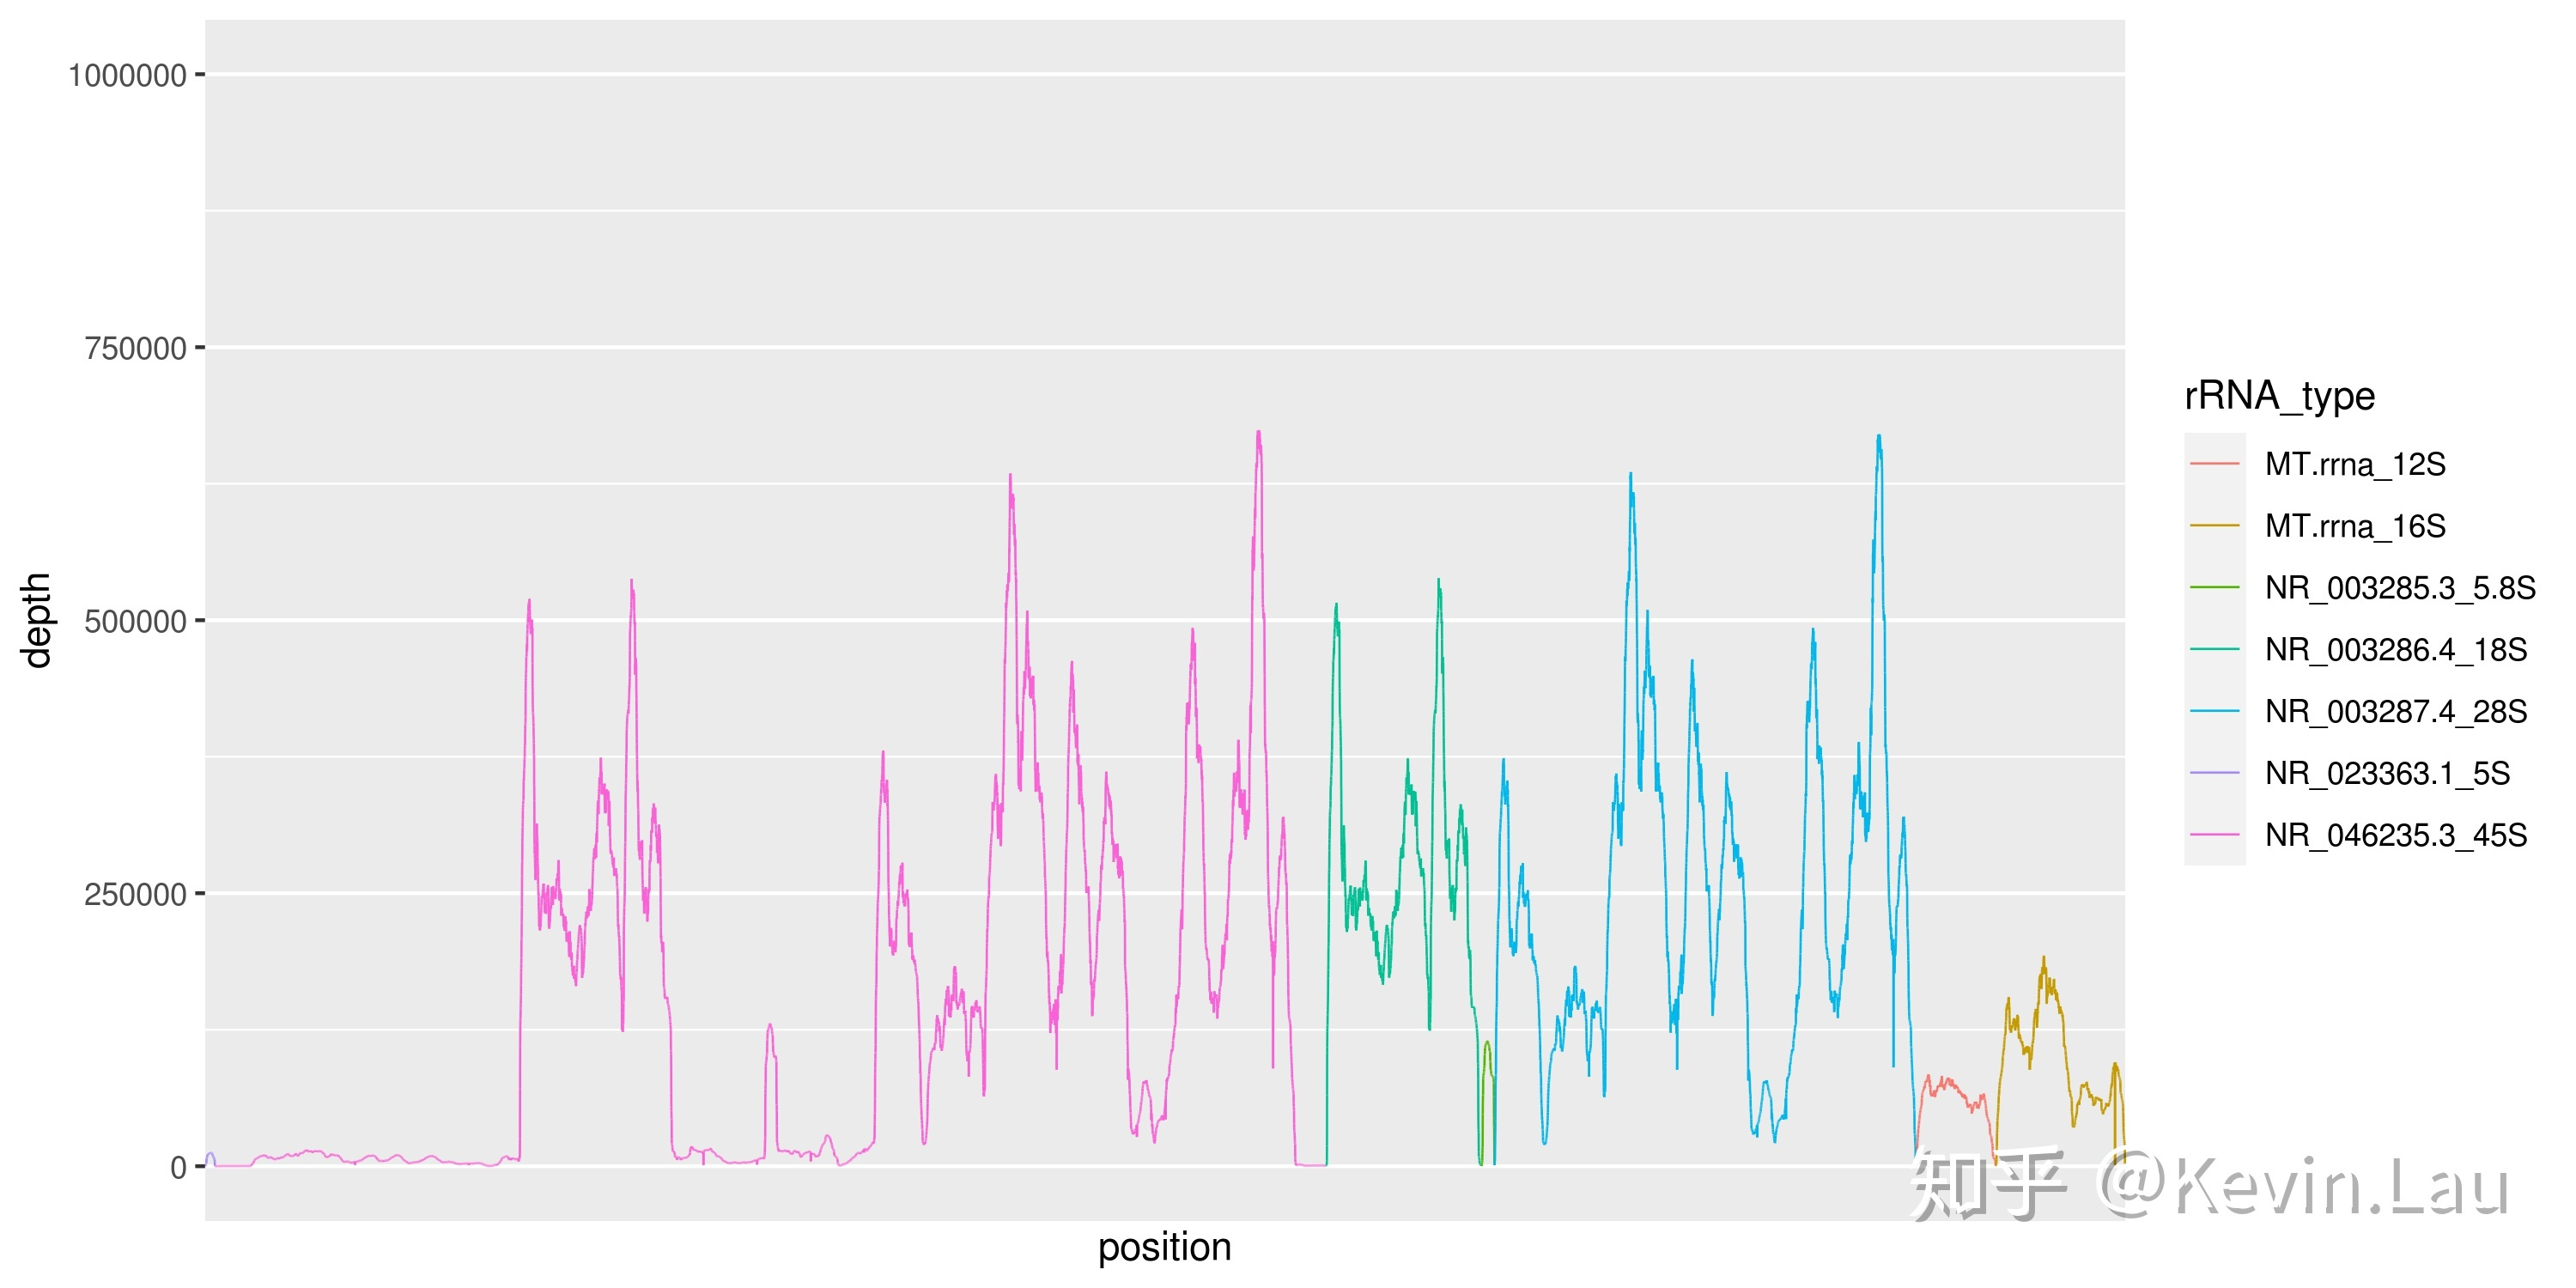 1000000
750000
500000
250000
0
depth
position
rRNA_type
MT.rrna_12S
MT.rrna_16S
NR_003285.3_5.8S
NR_003286.4_18S
NR_003287.4_28S
NR_023363.1_5S
NR_046235.3_45S
知乎 @Kevin.Lau